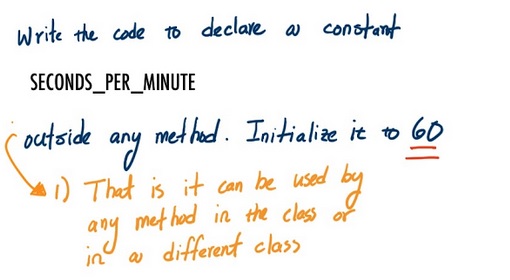 Write the code to declare a constant
SECONDS_PER_MINUTE
outside any method. Initialize it to 60
1) That is it can be used by
any method in the class or
in a different class